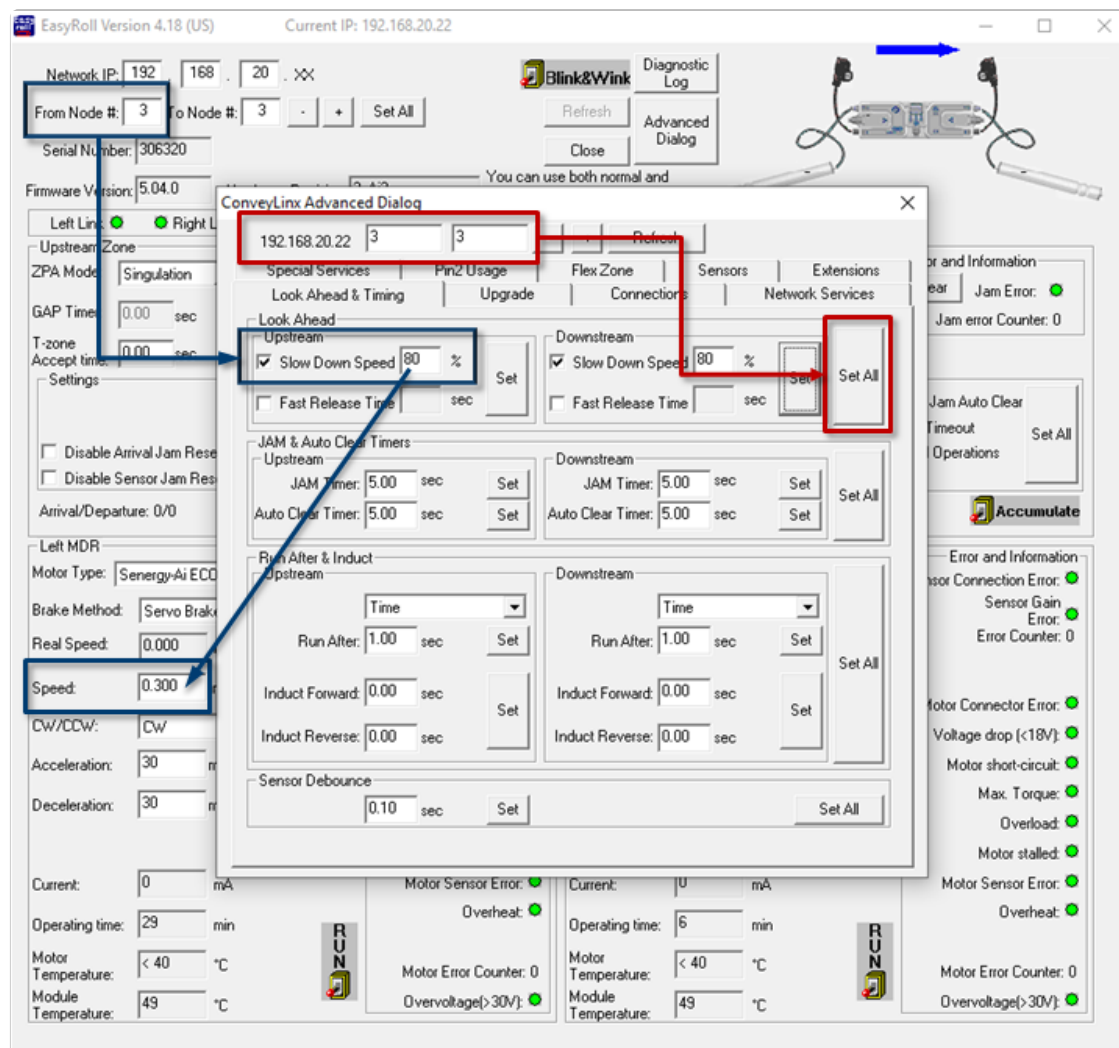 EasyRoll Version 4.18 (US) Current IP: 192.168.20.22
Network IP: 192 . 168 . 20 . XX
Blink&Wink
Diagnostic Log
From Node #: 3 To Node #: 3 - + Set All
Refresh
Advanced Dialog
Serial Number: 306320
Close
Firmware Version: 5.04.0
You can use both normal and
ConveyLinx Advanced Dialog
Left Link Right L
192.168.20.22 3 3 Refresh
Upstream Zone
ZPA Mode Singulation
Special Services Pin2 Usage Flex Zone Sensors Extensions
Look Ahead & Timing Upgrade Connections Network Services
or and Information
ear Jam Error:
Jam error Counter: 0
GAP Time 0.00 sec
T-zone Accept time: 0.00 sec
Look Ahead
Upstream
Slow Down Speed 80 %
Set
Fast Release Time sec
Downstream
Slow Down Speed 80 %
Set
Fast Release Time sec
Set All
Settings
Disable Arrival Jam Rese
Disable Sensor Jam Res
Arrival/Departure: 0/0
Jam Auto Clear
Timeout
Operations
Set All
Accumulate
JAM & Auto Clear Timers
Upstream
JAM Timer: 5.00 sec Set
Auto Clear Timer: 5.00 sec Set
Downstream
JAM Timer: 5.00 sec Set
Auto Clear Timer: 5.00 sec Set
Set All
Left MDR
Motor Type: Senergy-Ai ECO
Brake Method: Servo Brak
Real Speed: 0.000
Speed: 0.300
CW/CCW: CW
Acceleration: 30
Deceleration: 30
Run After & Induct
Upstream
Time
Run After: 1.00 sec Set
Induct Forward: 0.00 sec
Induct Reverse: 0.00 sec
Set
Downstream
Time
Run After: 1.00 sec Set
Induct Forward: 0.00 sec
Induct Reverse: 0.00 sec
Set
Set All
Sensor Debounce
0.10 sec Set Set All
Error and Information
nsor Connection Error:
Sensor Gain
Error:
Error Counter: 0
Motor Connector Error:
Voltage drop (<18V):
Motor short-circuit:
Max. Torque:
Overload:
Motor stalled:
Motor Sensor Error:
Overheat:
Motor Error Counter: 0
Overvoltage(>30V):
Current: 0 mA
Operating time: 29 min
Motor Temperature: < 40 °C
Module Temperature: 49 °C
RUN
Motor Sensor Error:
Overheat:
Motor Error Counter: 0
Overvoltage(>30V):
Current: 0 mA
Operating time: 6 min
Motor Temperature: < 40 °C
Module Temperature: 49 °C
RUN